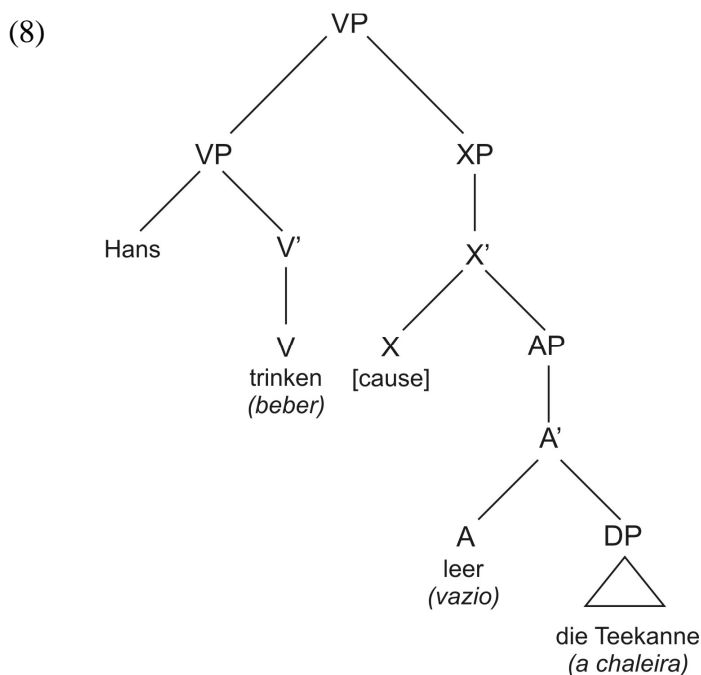 (8)
VP
VP XP
Hans V' X'
V X AP
trinken [cause]
(beber)
A'
A DP
leer
(vazio)
die Teekanne
(a chaleira)